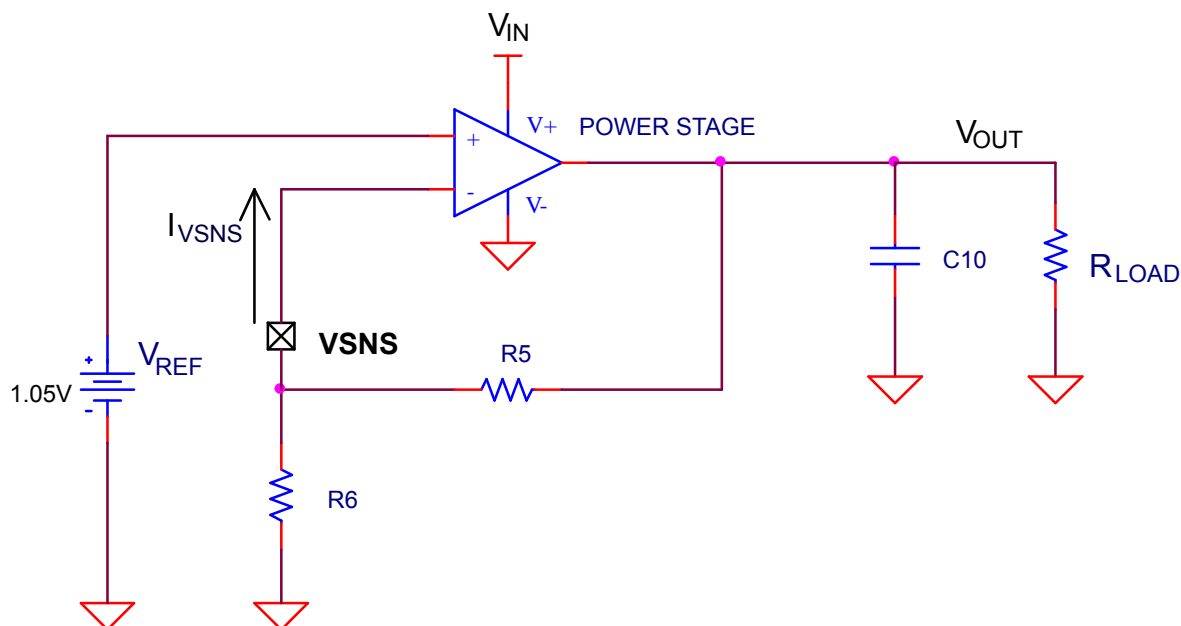 VIN
V+ POWER STAGE
+
-
V-
VOUT
IVSNS
C10
RLOAD
VSNS
+
VREF
R5
1.05V
-
R6